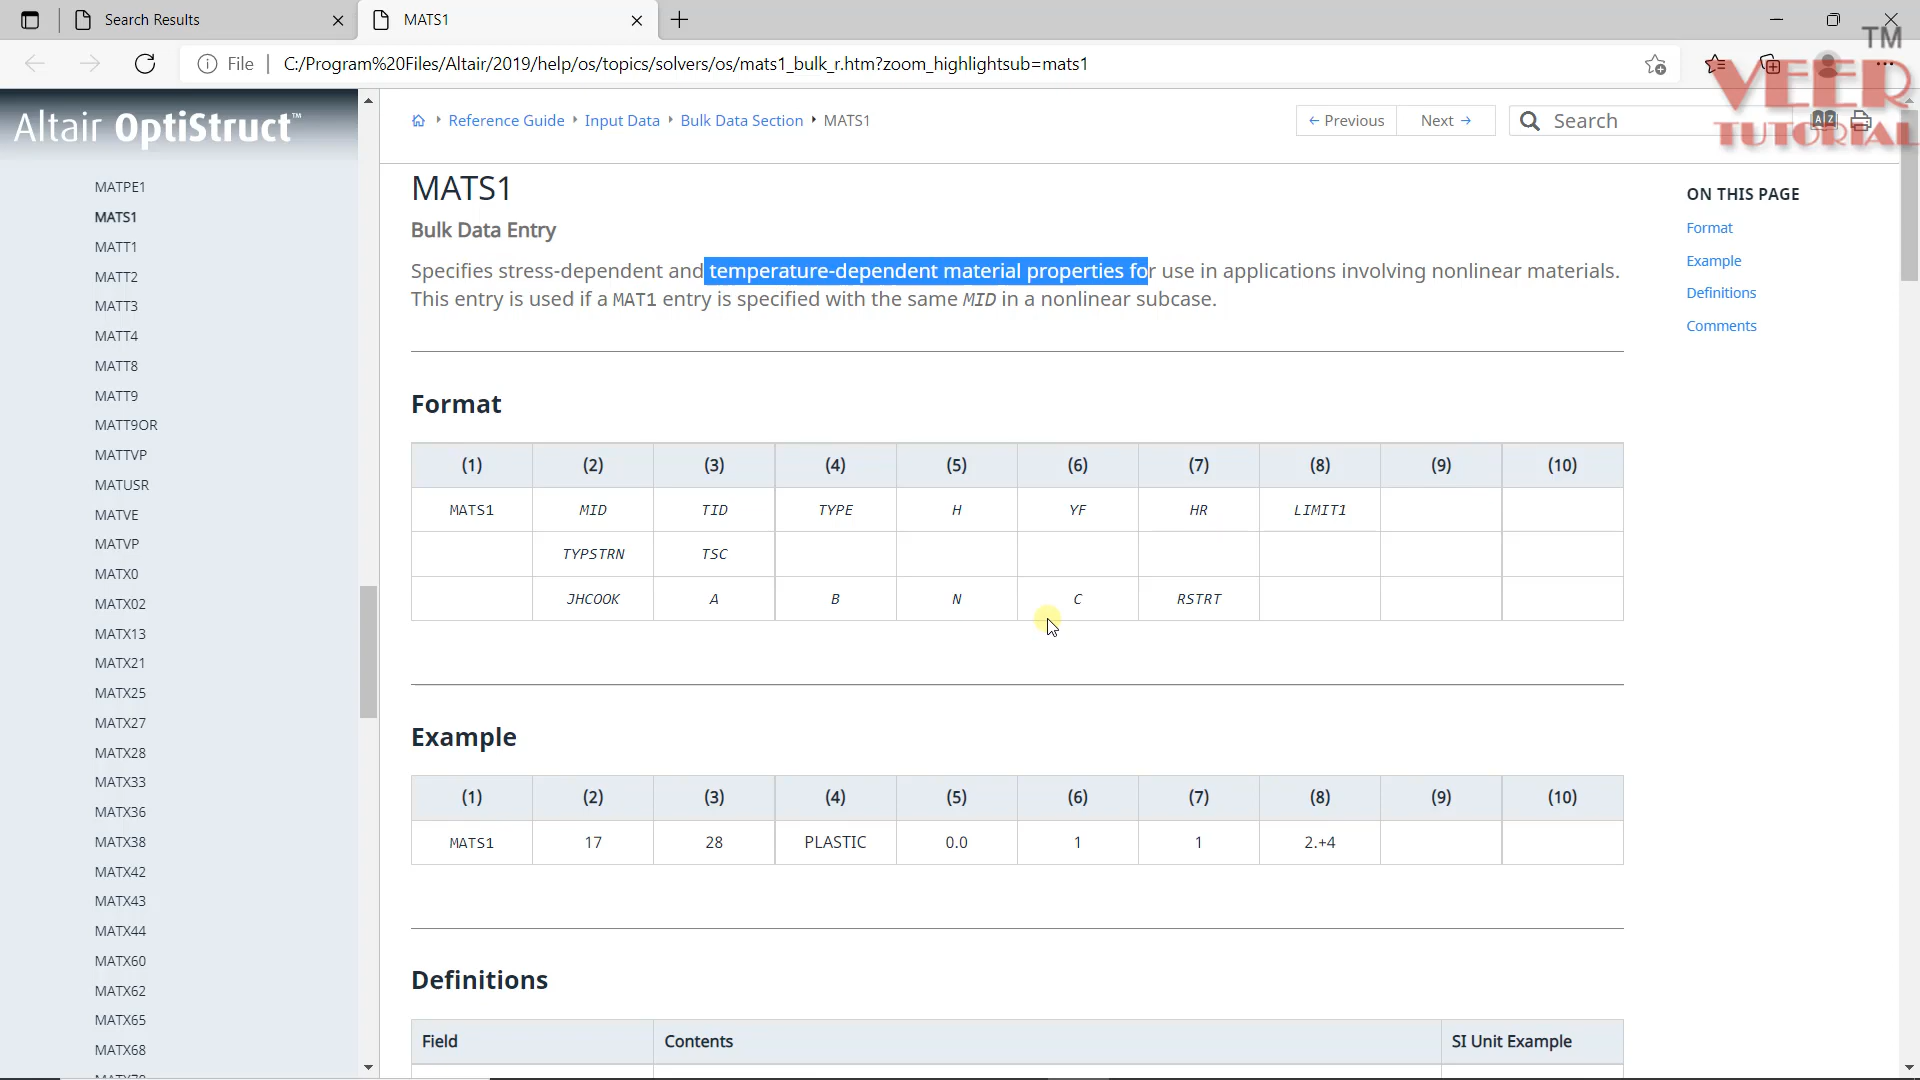 Search Results
MATS1
File
C:/Program%20Files/Altair/2019/help/os/topics/solvers/os/mats1_bulk_r.htm?zoom_highlightsub=mats1
TM
VEER
TUTORIAL
Altair OptiStruct™
Reference Guide
Input Data
Bulk Data Section
MATS1
← Previous
Next →
Search
MATPE1
MATS1
MATT1
MATT2
MATT3
MATT4
MATT8
MATT9
MATT9OR
MATTVP
MATUSR
MATVE
MATVP
MATX0
MATX02
MATX13
MATX21
MATX25
MATX27
MATX28
MATX33
MATX36
MATX38
MATX42
MATX43
MATX44
MATX60
MATX62
MATX65
MATX68
MATS1
Bulk Data Entry
Specifies stress-dependent and temperature-dependent material properties for use in applications involving nonlinear materials.
This entry is used if a MAT1 entry is specified with the same MID in a nonlinear subcase.
Format
(1) (2) (3) (4) (5) (6) (7) (8) (9) (10)
MATS1 MID TID TYPE H YF HR LIMIT1
TYPSTRN TSC
JHCOOK A B N C RSTRT
Example
(1) (2) (3) (4) (5) (6) (7) (8) (9) (10)
MATS1 17 28 PLASTIC 0.0 1 1 2.+4
Definitions
Field Contents SI Unit Example
ON THIS PAGE
Format
Example
Definitions
Comments